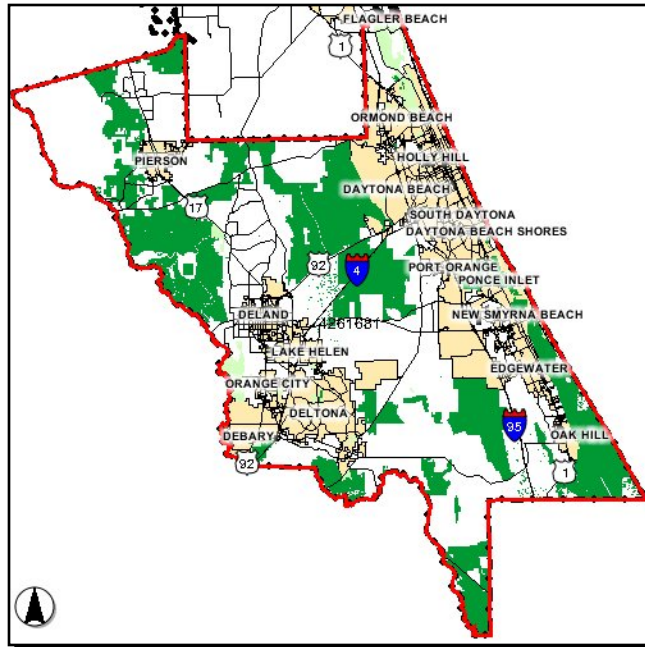 FLAGLER BEACH
1
ORMOND BEACH
HOLLY HILL
PIERSON
DAYTONA BEACH
17
SOUTH DAYTONA
DAYTONA BEACH SHORES
92
4
PORT ORANGE
PONCE INLET
DELAND
4261681
NEW SMYRNA BEACH
LAKE HELEN
EDGEWATER
ORANGE CITY
DELTONA
95
DEBARY
OAK HILL
92
1